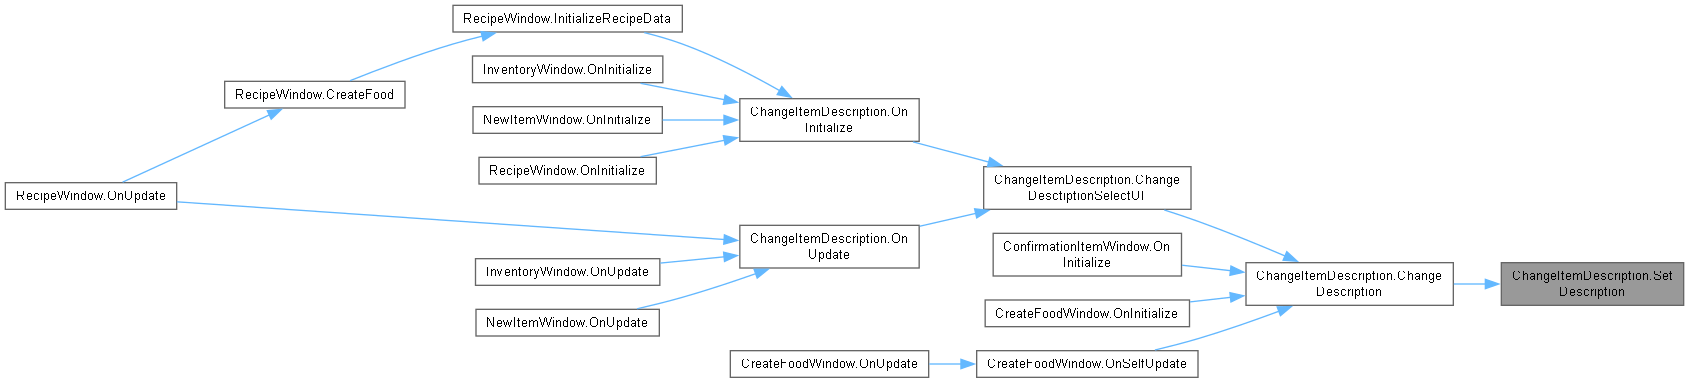 RecipeWindow.InitializeRecipeData
InventoryWindow.OnInitialize
RecipeWindow.CreateFood
ChangeItemDescription.On
Initialize
NewItemWindow.OnInitialize
RecipeWindow.OnInitialize
ChangeItemDescription.Change
DesctiptionSelectUI
RecipeWindow.OnUpdate
ChangeItemDescription.On
Update
ConfirmationItemWindow.On
Initialize
InventoryWindow.OnUpdate
ChangeItemDescription.Change
Description
ChangeItemDescription.Set
Description
CreateFoodWindow.OnInitialize
NewItemWindow.OnUpdate
CreateFoodWindow.OnUpdate
CreateFoodWindow.OnSelfUpdate